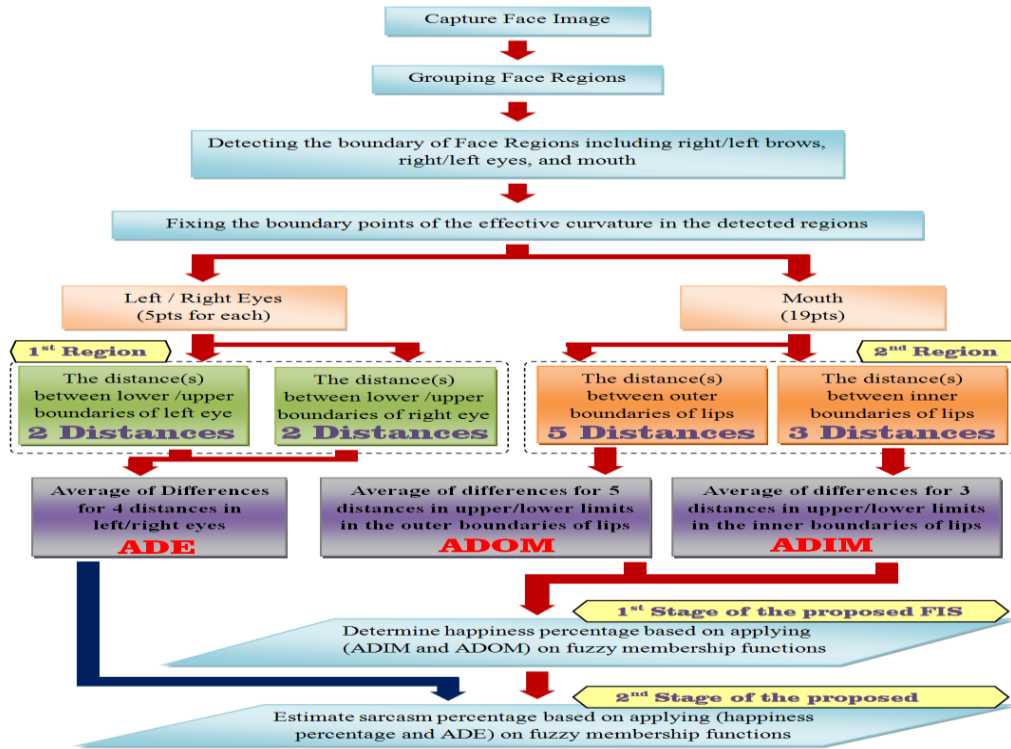 Capture Face Image
Grouping Face Regions
Detecting the boundary of Face Regions including right/left brows,
right/left eyes, and mouth
Fixing the boundary points of the effective curvature in the detected regions
Left / Right Eyes
(5pts for each)
Mouth
(19pts)
1st Region
2nd Region
The distance(s)
between lower /upper
boundaries of left eye
2 Distances
The distance(s)
between lower /upper
boundaries of right eye
2 Distances
The distance(s)
between outer
boundaries of lips
5 Distances
The distance(s)
between inner
boundaries of lips
3 Distances
Average of Differences
for 4 distances in
left/right eyes
ADE
Average of differences for 5
distances in upper/lower limits
in the outer boundaries of lips
ADOM
Average of differences for 3
distances in upper/lower limits
in the inner boundaries of lips
ADIM
1st Stage of the proposed FIS
Determine happiness percentage based on applying
(ADIM and ADOM) on fuzzy membership functions
2nd Stage of the proposed
Estimate sarcasm percentage based on applying (happiness
percentage and ADE) on fuzzy membership functions